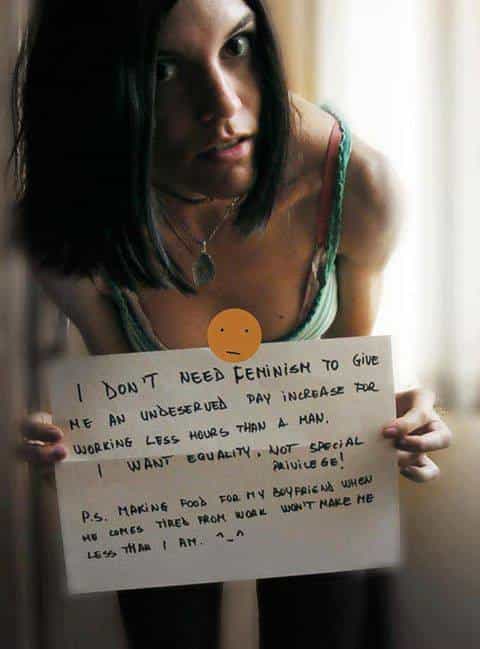 I DON'T NEED FEMINISM TO GIVE
ME AN UNDESERVED PAY INCREASE FOR
WORKING LESS HOURS THAN A MAN.
I WANT EQUALITY, NOT SPECIAL
PRIVILEGE!
P.S. MAKING FOOD FOR MY BOYFRIEND WHEN
HE COMES TIRED FROM WORK WON'T MAKE ME
LESS THAN I AM. ^_^